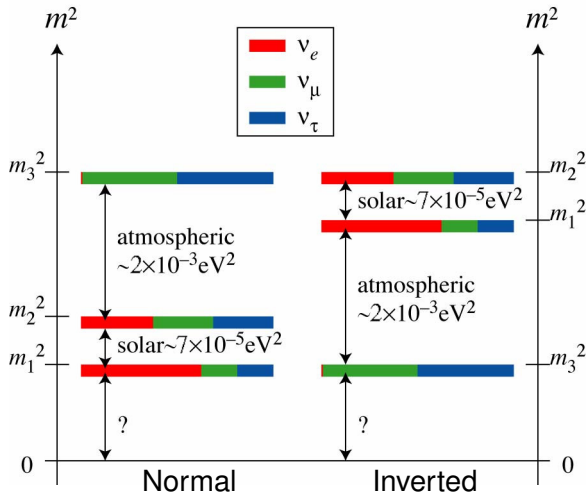 m²
m²
νe
νμ
ντ
m₃²
m₂²
solar~7×10⁻⁵eV²
m₁²
atmospheric
~2×10⁻³eV²
atmospheric
~2×10⁻³eV²
m₂²
solar~7×10⁻⁵eV²
m₁²
m₃²
?
?
0
0
Normal
Inverted